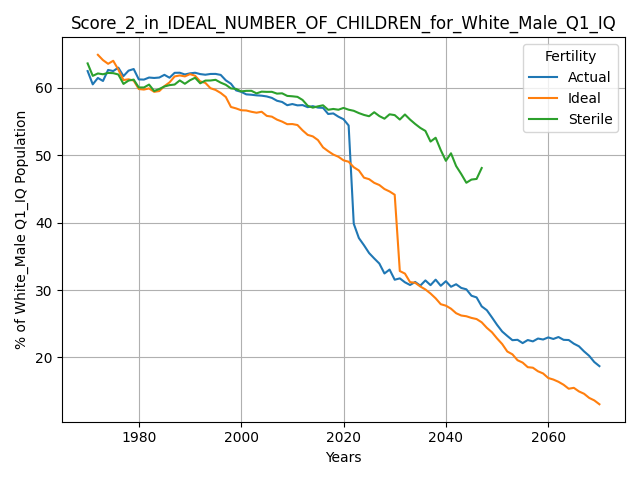 Score_2_in_IDEAL_NUMBER_OF_CHILDREN_for_White_Male_Q1_IQ
Fertility
Actual
Ideal
Sterile
% of White_Male Q1_IQ Population
60
50
40
30
20
1980
2000
2020
2040
2060
Years